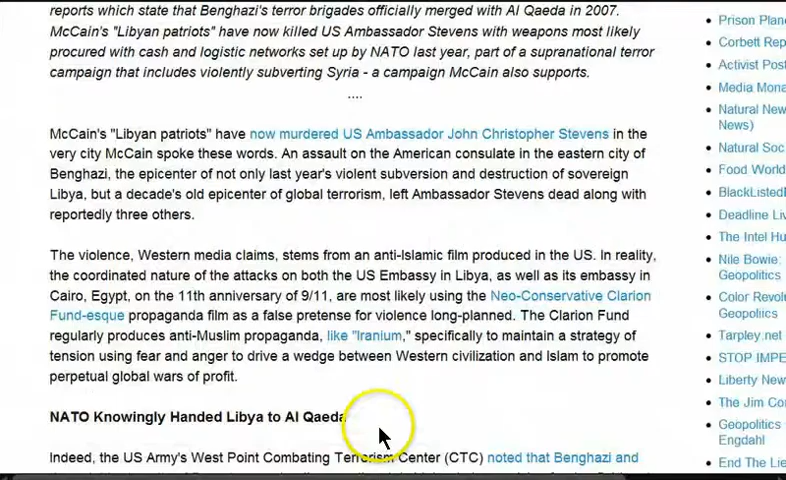 reports which state that Benghazi's terror brigades officially merged with Al Qaeda in 2007.
McCain's "Libyan patriots" have now killed US Ambassador Stevens with weapons most likely
procured with cash and logistic networks set up by NATO last year, part of a supranational terror
campaign that includes violently subverting Syria - a campaign McCain also supports.
....
McCain's "Libyan patriots" have now murdered US Ambassador John Christopher Stevens in the
very city McCain spoke these words. An assault on the American consulate in the eastern city of
Benghazi, the epicenter of not only last year's violent subversion and destruction of sovereign
Libya, but a decade's old epicenter of global terrorism, left Ambassador Stevens dead along with
reportedly three others.
The violence, Western media claims, stems from an anti-Islamic film produced in the US. In reality,
the coordinated nature of the attacks on both the US Embassy in Libya, as well as its embassy in
Cairo, Egypt, on the 11th anniversary of 9/11, are most likely using the Neo-Conservative Clarion
Fund-esque propaganda film as a false pretense for violence long-planned. The Clarion Fund
regularly produces anti-Muslim propaganda, like "Iranium," specifically to maintain a strategy of
tension using fear and anger to drive a wedge between Western civilization and Islam to promote
perpetual global wars of profit.
NATO Knowingly Handed Libya to Al Qaeda
Indeed, the US Army's West Point Combating Terrorism Center (CTC) noted that Benghazi and
Prison Plane
Corbett Rep
Activist Post
Media Mona
Natural New
News)
Natural Soc
Food World
BlackListedN
Deadline Liv
The Intel Hu
Nile Bowie:
Geopolitics
Color Revolu
Geopolitics
Tarpley.net
STOP IMPE
Liberty New
The Jim Cor
Geopolitics
Engdahl
End The Lie